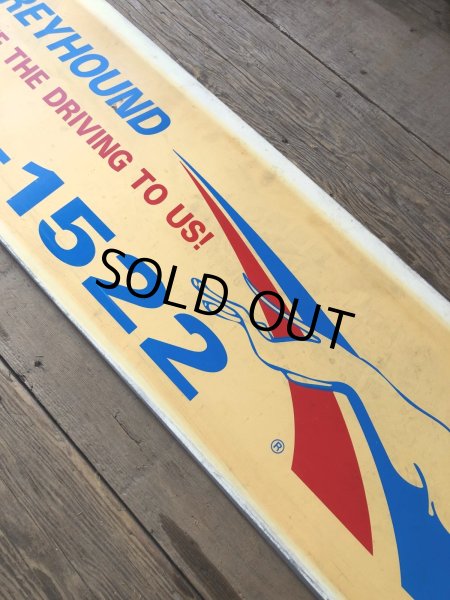 REYHOUND
E THE DRIVING TO US!
-1522
SOLD OUT
®